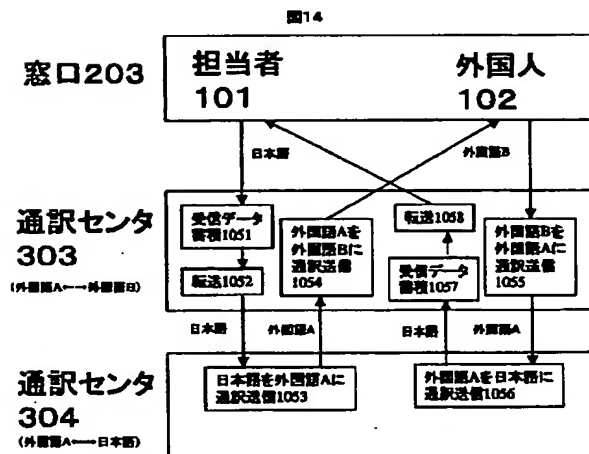 図14
窓口203
担当者
101
外国人
102
日本語
外国語B
通訳センタ
303
(外国語A←→外国語B)
受信データ
蓄積1051
転送1052
外国語Aを
外国語Bに
通訳送信
1054
転送1058
受信データ
蓄積1057
外国語Bを
外国語Aに
通訳送信
1055
日本語
外国語A
日本語
外国語A
通訳センタ
304
(外国語A←→日本語)
日本語を外国語Aに
通訳送信1053
外国語Aを日本語に
通訳送信1056